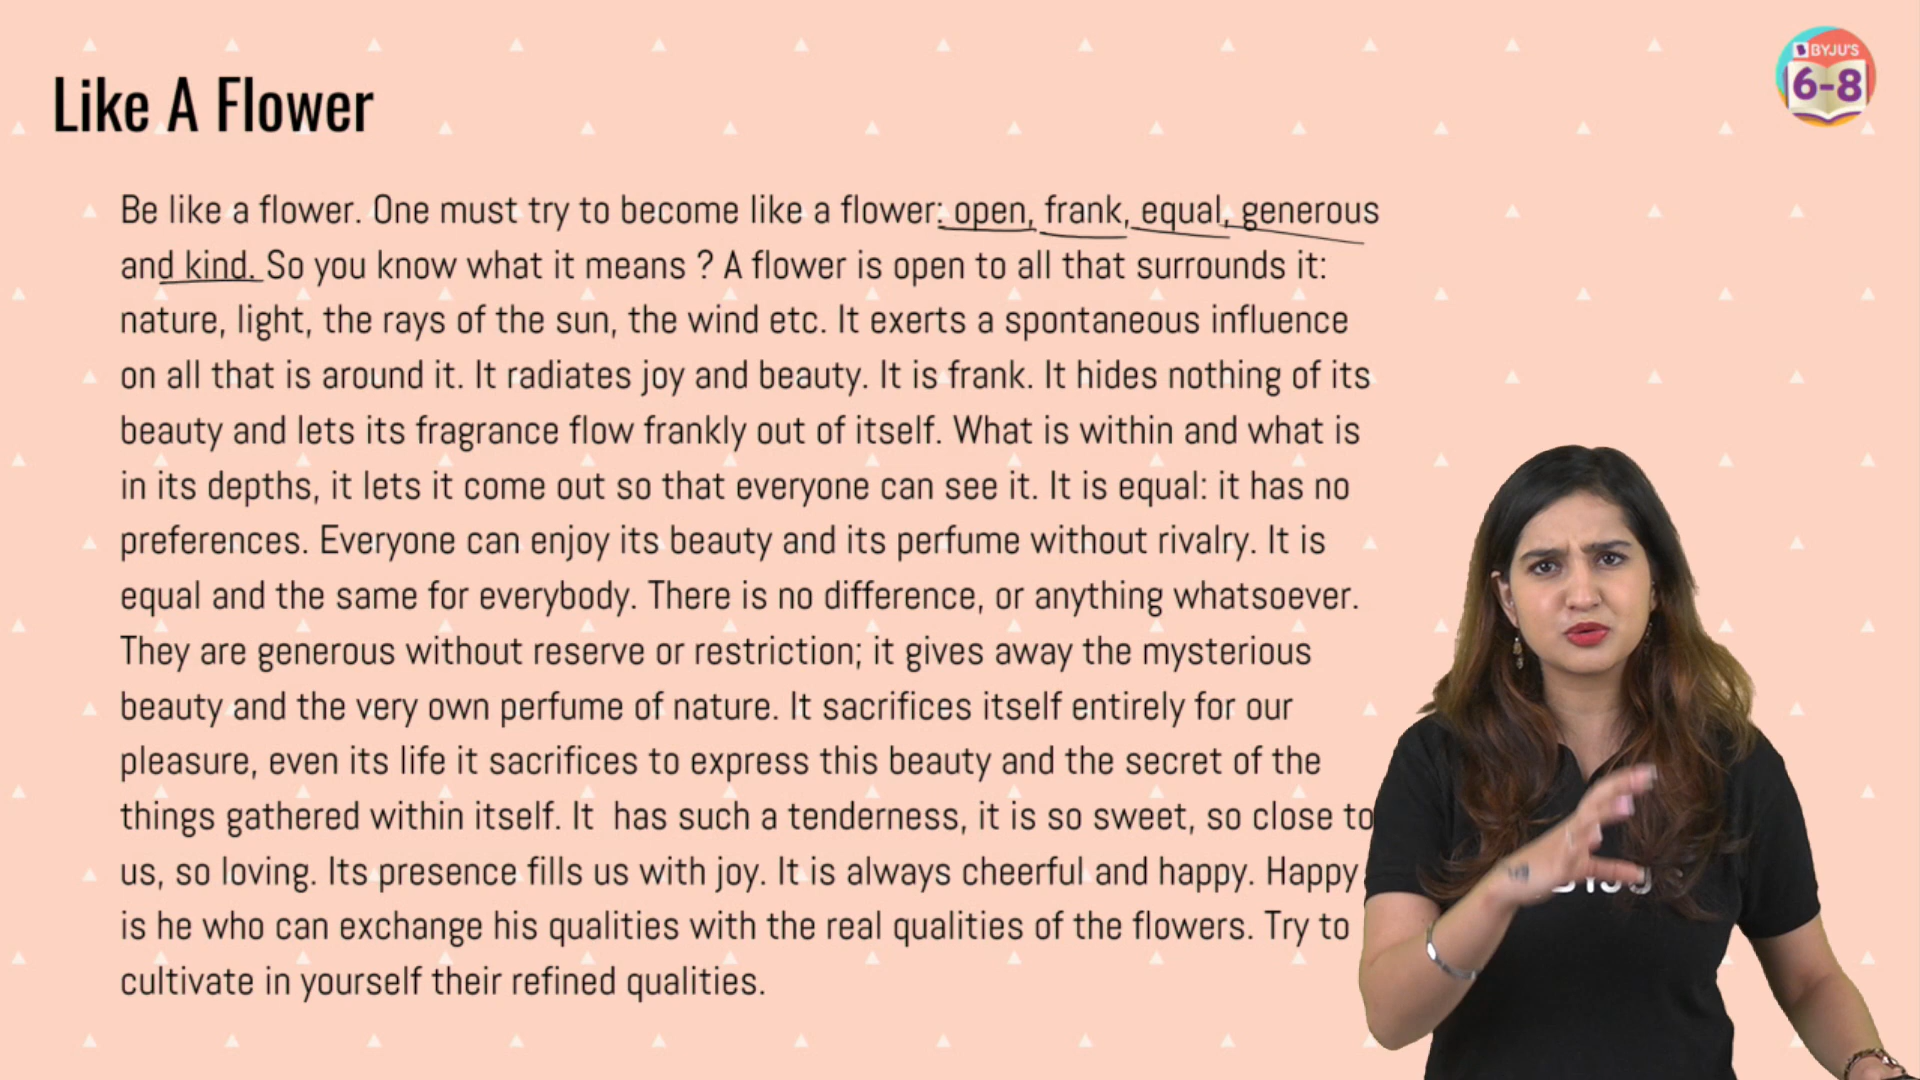 BYJU'S
6-8
Like A Flower
Be like a flower. One must try to become like a flower: open, frank, equal, generous
and kind. So you know what it means ? A flower is open to all that surrounds it:
nature, light, the rays of the sun, the wind etc. It exerts a spontaneous influence
on all that is around it. It radiates joy and beauty. It is frank. It hides nothing of its
beauty and lets its fragrance flow frankly out of itself. What is within and what is
in its depths, it lets it come out so that everyone can see it. It is equal: it has no
preferences. Everyone can enjoy its beauty and its perfume without rivalry. It is
equal and the same for everybody. There is no difference, or anything whatsoever.
They are generous without reserve or restriction; it gives away the mysterious
beauty and the very own perfume of nature. It sacrifices itself entirely for our
pleasure, even its life it sacrifices to express this beauty and the secret of the
things gathered within itself. It  has such a tenderness, it is so sweet, so close to
us, so loving. Its presence fills us with joy. It is always cheerful and happy. Happy
is he who can exchange his qualities with the real qualities of the flowers. Try to
cultivate in yourself their refined qualities.